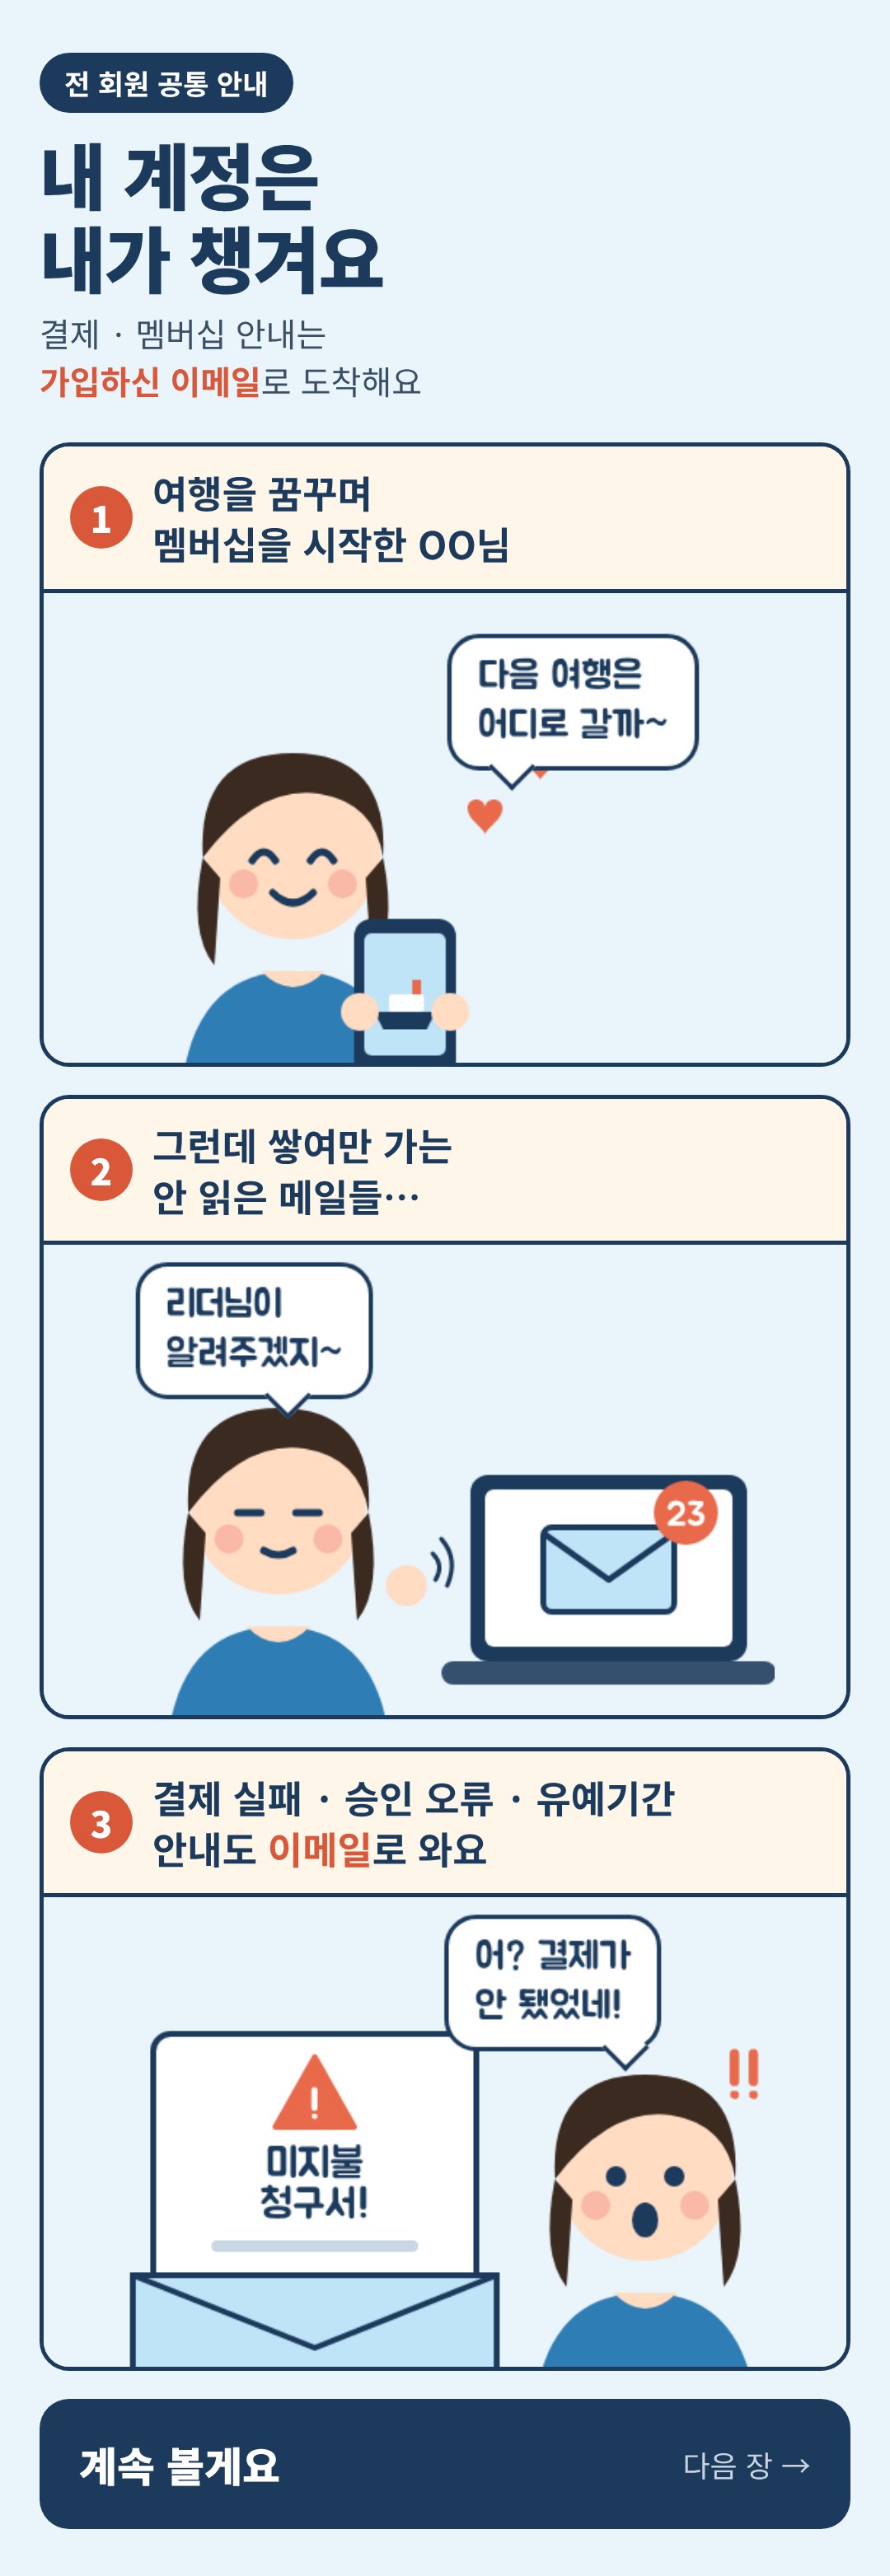 전 회원 공통 안내
내 계정은
내가 챙겨요
결제 · 멤버십 안내는
가입하신 이메일로 도착해요
1
여행을 꿈꾸며
멤버십을 시작한 OO님
다음 여행은
어디로 갈까~
2
그런데 쌓여만 가는
안 읽은 메일들…
리더님이
알려주겠지~
23
3
결제 실패 · 승인 오류 · 유예기간
안내도 이메일로 와요
어? 결제가
안 됐었네!
!!
!
미지불
청구서!
계속 볼게요
다음 장 →